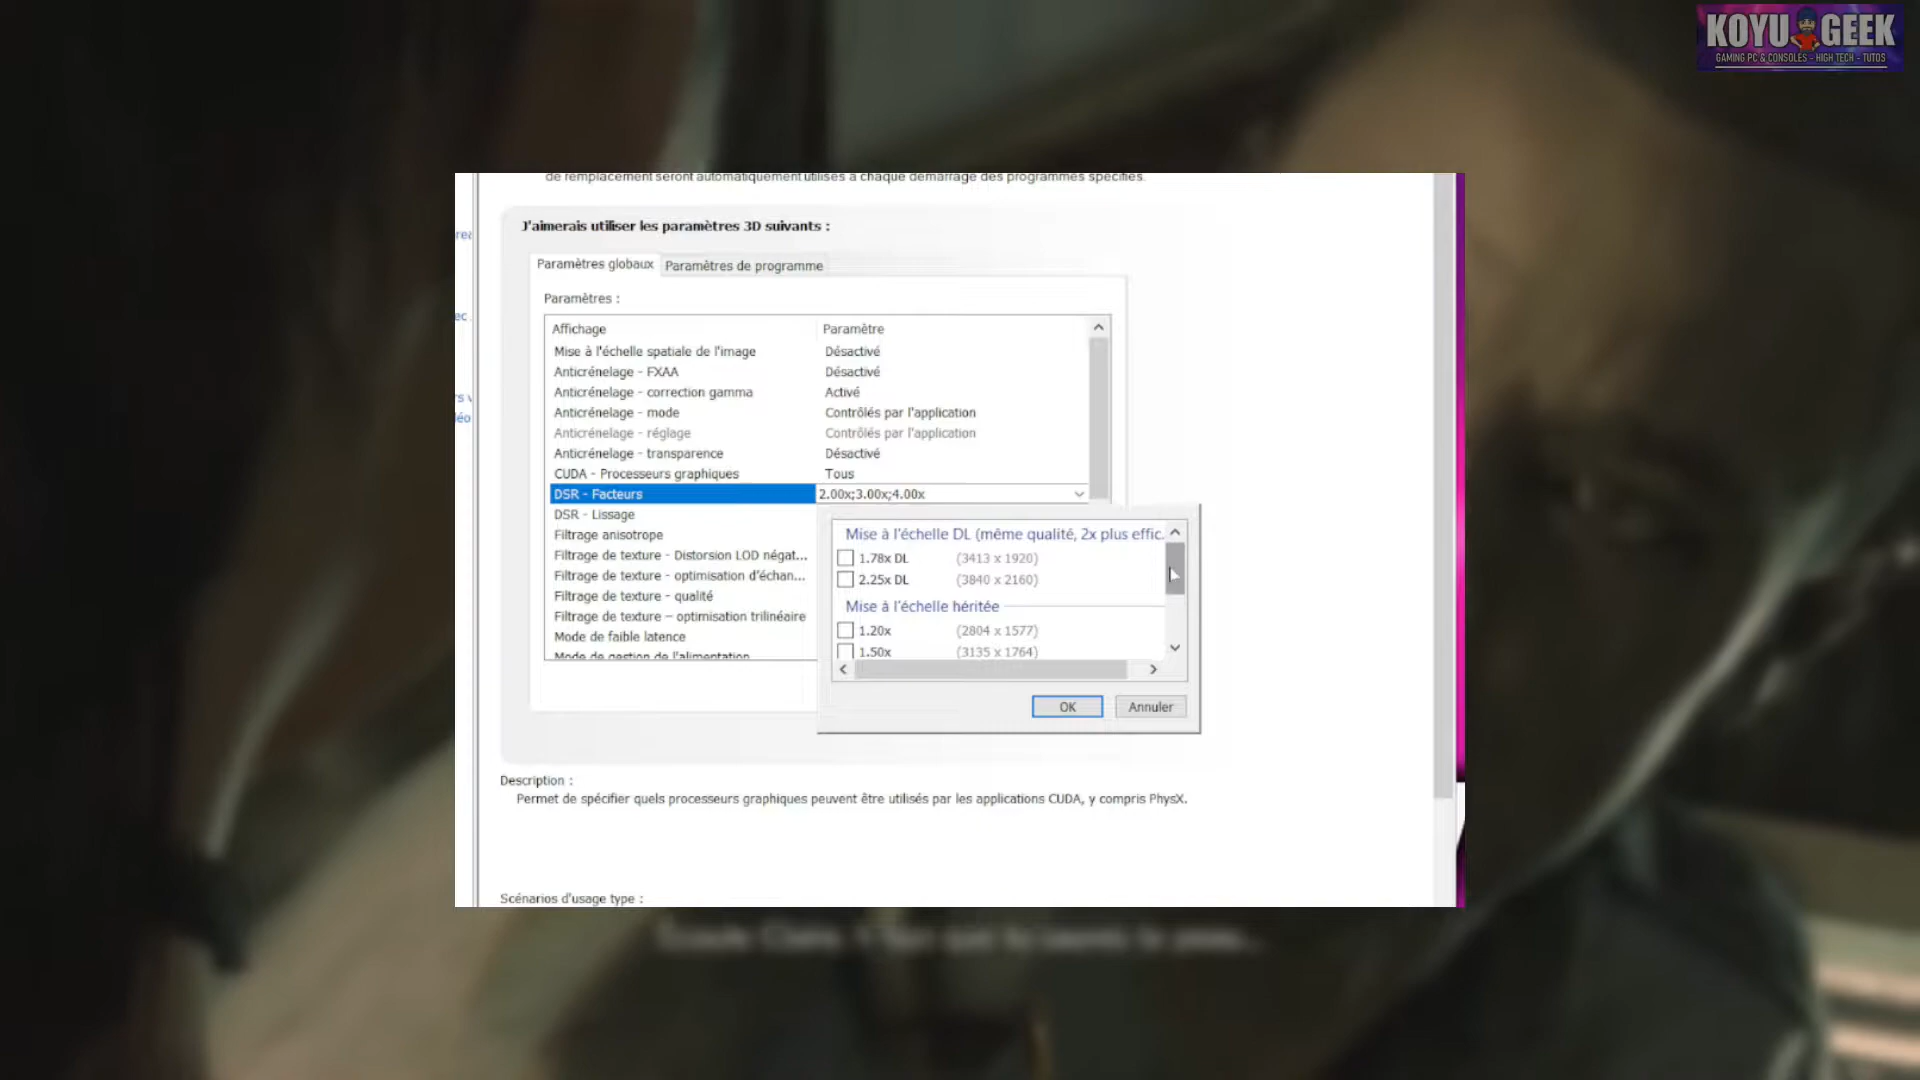 KOYU GEEK
GAMING PC & CONSOLES - HIGH TECH - TUTOS
de remplacement seront automatiquement utilisés à chaque démarrage des programmes spécifiés.
J'aimerais utiliser les paramètres 3D suivants :
Paramètres globaux
Paramètres de programme
Paramètres :
Affichage Paramètre
Mise à l'échelle spatiale de l'image Désactivé
Anticrénelage - FXAA Désactivé
Anticrénelage - correction gamma Activé
Anticrénelage - mode Contrôlés par l'application
Anticrénelage - réglage Contrôlés par l'application
Anticrénelage - transparence Désactivé
CUDA - Processeurs graphiques Tous
DSR - Facteurs 2.00x;3.00x;4.00x
DSR - Lissage
Filtrage anisotrope
Filtrage de texture - Distorsion LOD négat...
Filtrage de texture - optimisation d'échan...
Filtrage de texture - qualité
Filtrage de texture – optimisation trilinéaire
Mode de faible latence
Mode de gestion de l'alimentation
Mise à l'échelle DL (même qualité, 2x plus effic.
1.78x DL (3413 x 1920)
2.25x DL (3840 x 2160)
Mise à l'échelle héritée
1.20x (2804 x 1577)
1.50x (3135 x 1764)
OK Annuler
Description :
Permet de spécifier quels processeurs graphiques peuvent être utilisés par les applications CUDA, y compris PhysX.
Scénarios d'usage type :